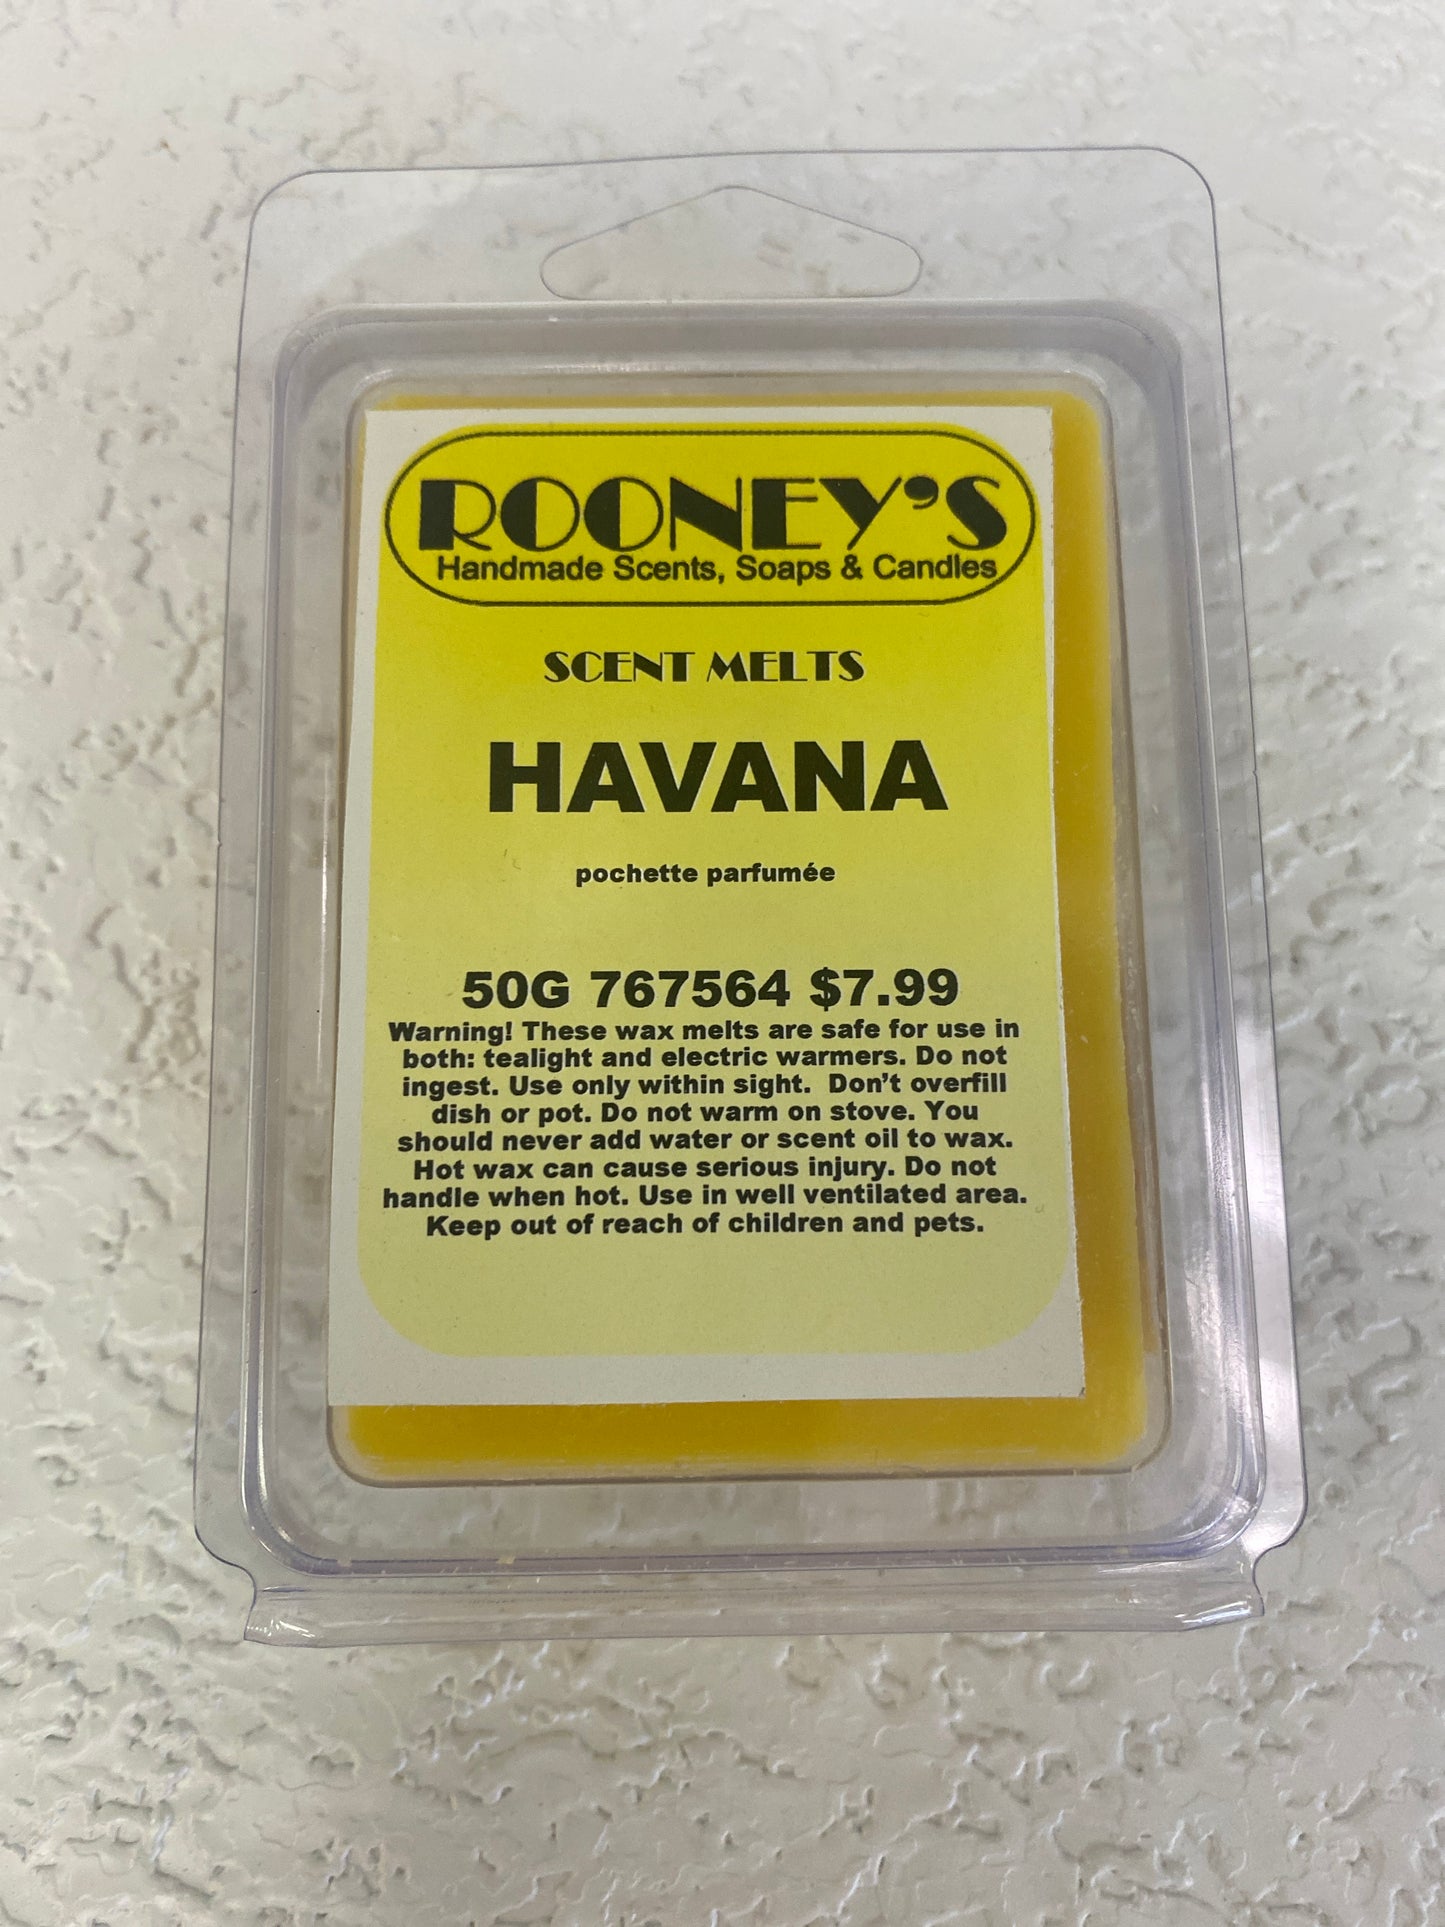 ROONEY'S
Handmade Scents, Soaps & Candles
SCENT MELTS
HAVANA
pochette parfumée
50G 767564 $7.99
Warning! These wax melts are safe for use in
both: tealight and electric warmers. Do not
ingest. Use only within sight.  Don't overfill
dish or pot. Do not warm on stove. You
should never add water or scent oil to wax.
Hot wax can cause serious injury. Do not
handle when hot. Use in well ventilated area.
Keep out of reach of children and pets.